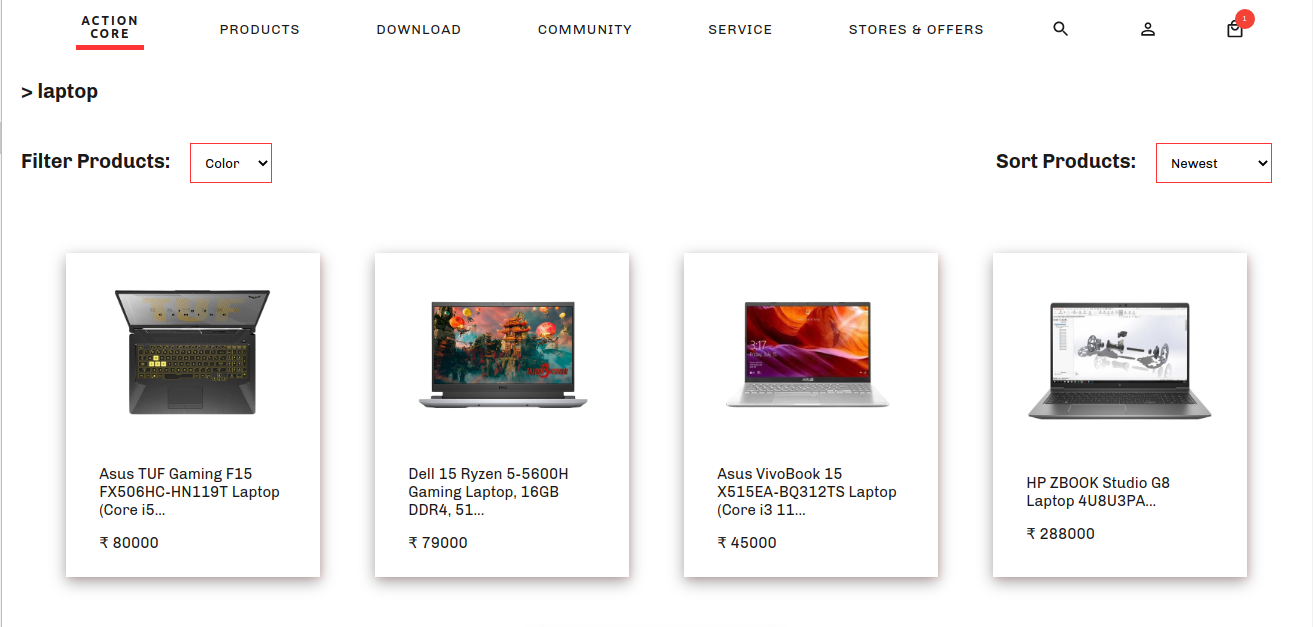 ACTION
CORE
PRODUCTS
DOWNLOAD
COMMUNITY
SERVICE
STORES & OFFERS
1
> laptop
Filter Products:
Color
Sort Products:
Newest
Asus TUF Gaming F15
FX506HC-HN119T Laptop
(Core i5...
₹ 80000
Dell 15 Ryzen 5-5600H
Gaming Laptop, 16GB
DDR4, 51...
₹ 79000
3:17
Asus VivoBook 15
X515EA-BQ312TS Laptop
(Core i3 11...
₹ 45000
HP ZBOOK Studio G8
Laptop 4U8U3PA...
₹ 288000